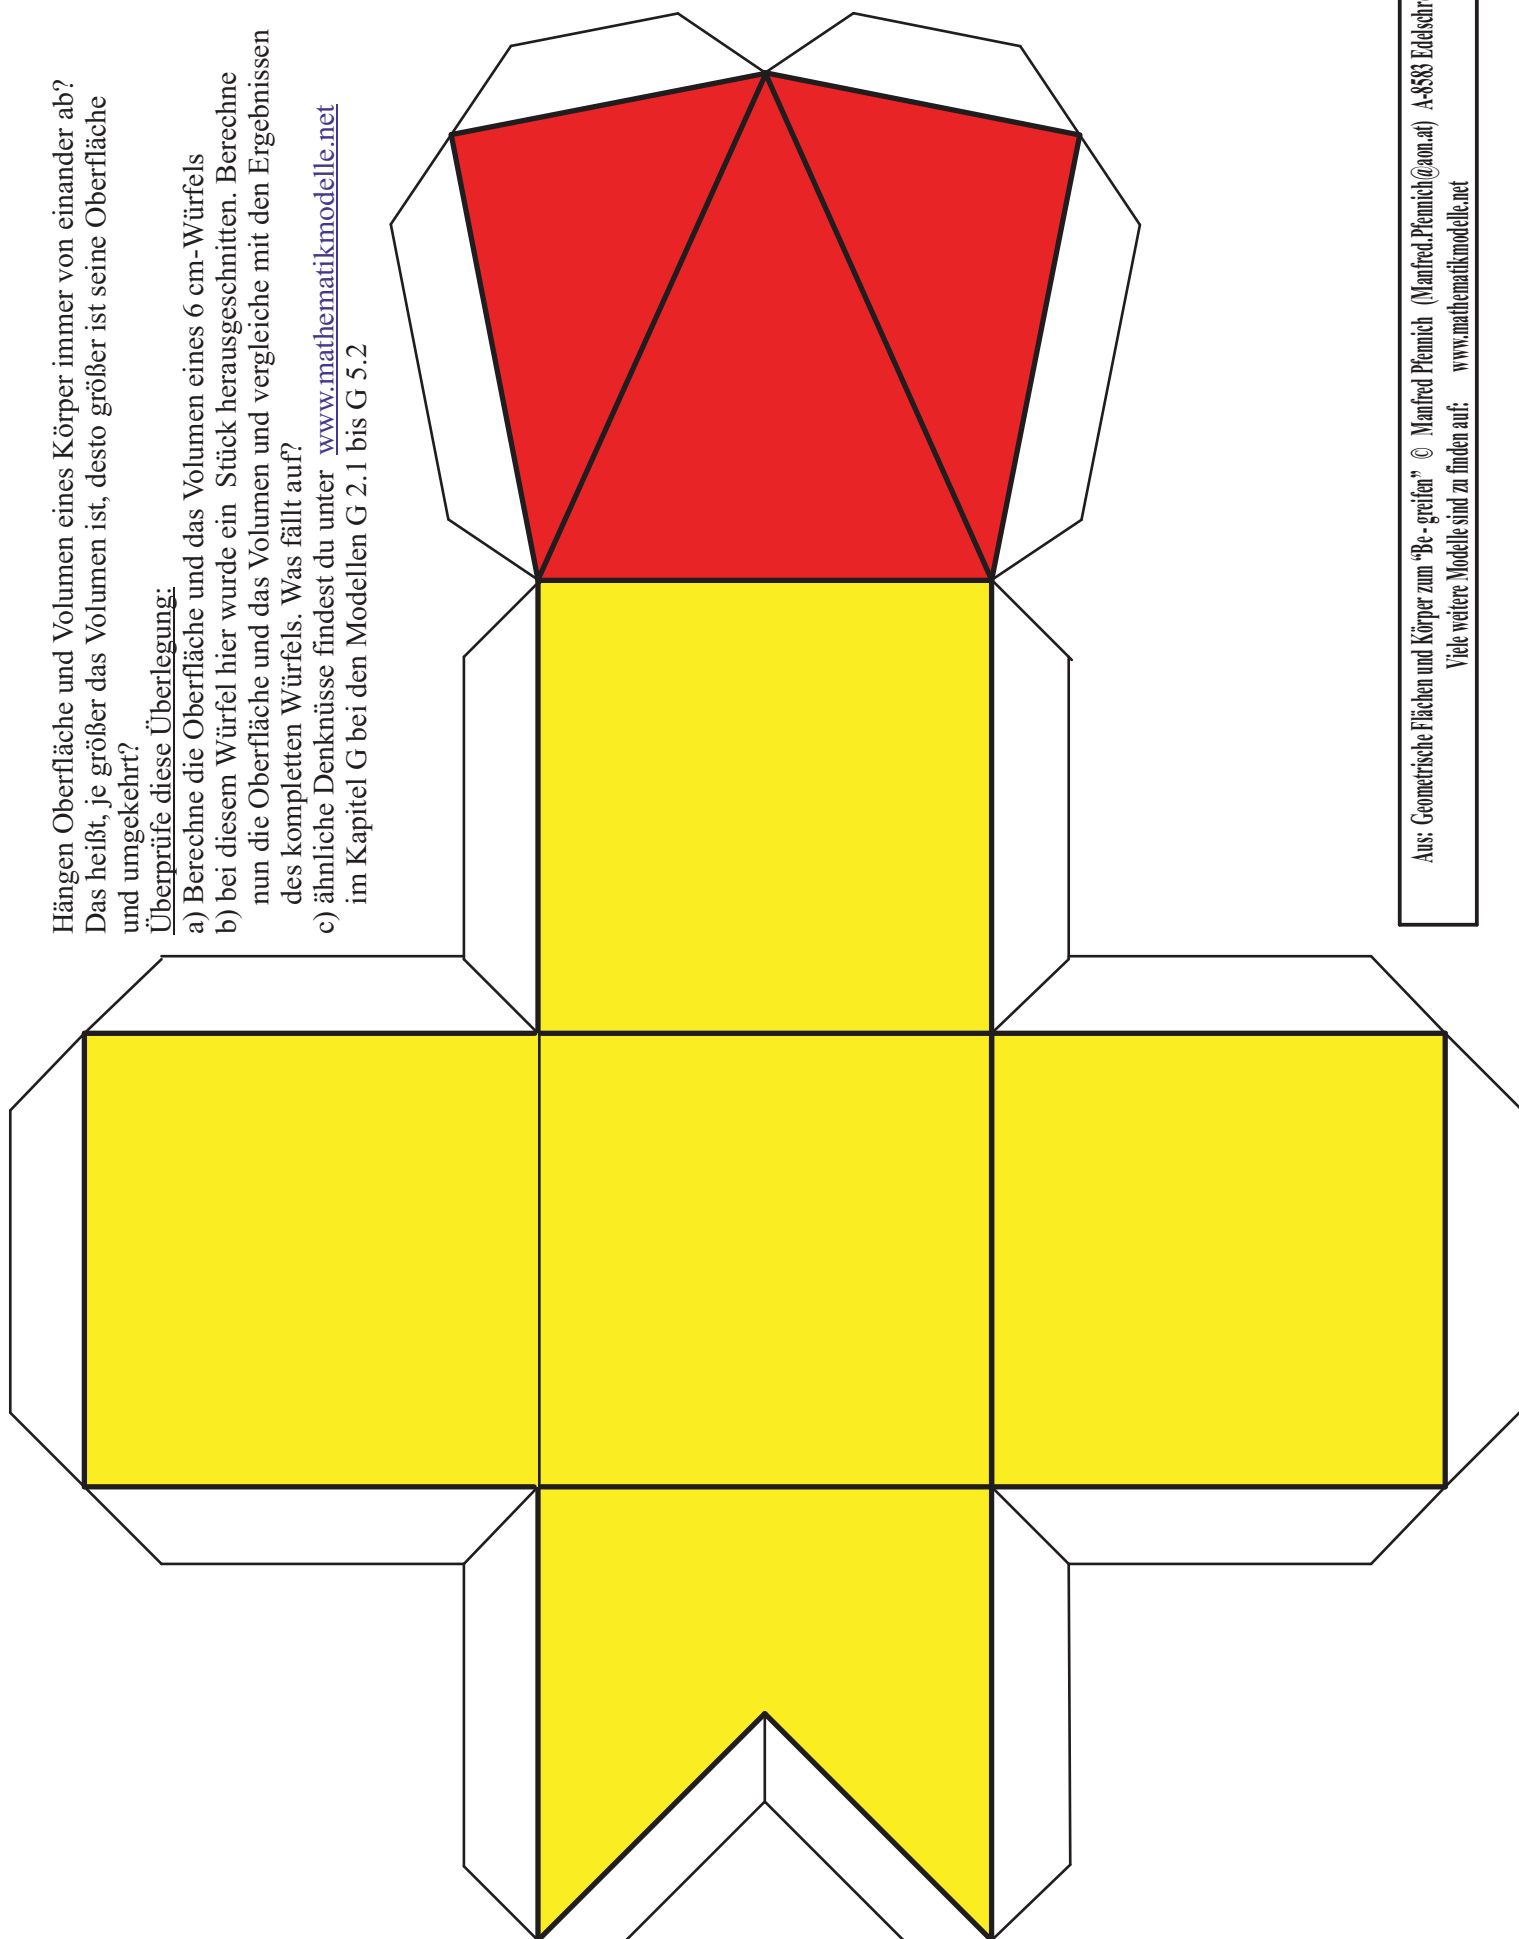 Hängen Oberfläche und Volumen eines Körper immer von einander ab?
Das heißt, je größer das Volumen ist, desto größer ist seine Oberfläche
und umgekehrt?
Überprüfe diese Überlegung:
a) Berechne die Oberfläche und das Volumen eines 6 cm-Würfels
b) bei diesem Würfel hier wurde ein Stück herausgeschnitten. Berechne
nun die Oberfläche und das Volumen und vergleiche mit den Ergebnissen
des kompletten Würfels. Was fällt auf?
c) ähnliche Denknüsse findest du unter www.mathematikmodelle.net
im Kapitel G bei den Modellen G 2.1 bis G 5.2
Aus: Geometrische Flächen und Körper zum “Be - greifen” © Manfred Pfennich (Manfred.Pfennich@aon.at) A-8583 Edelschr
Viele weitere Modelle sind zu finden auf: www.mathematikmodelle.net